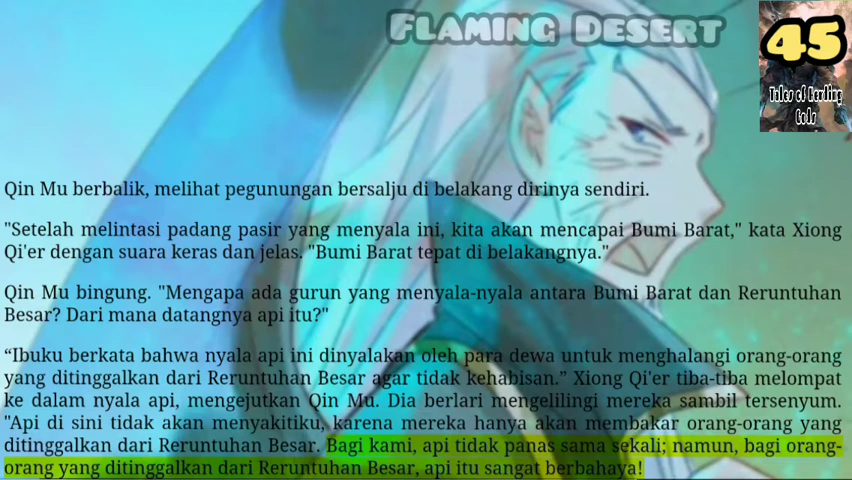 FLAMING DESERT
45
Tales of Herding
Gods
Qin Mu berbalik, melihat pegunungan bersalju di belakang dirinya sendiri.
"Setelah melintasi padang pasir yang menyala ini, kita akan mencapai Bumi Barat," kata Xiong
Qi'er dengan suara keras dan jelas. "Bumi Barat tepat di belakangnya."
Qin Mu bingung. "Mengapa ada gurun yang menyala-nyala antara Bumi Barat dan Reruntuhan
Besar? Dari mana datangnya api itu?"
“Ibuku berkata bahwa nyala api ini dinyalakan oleh para dewa untuk menghalangi orang-orang
yang ditinggalkan dari Reruntuhan Besar agar tidak kehabisan.” Xiong Qi'er tiba-tiba melompat
ke dalam nyala api, mengejutkan Qin Mu. Dia berlari mengelilingi mereka sambil tersenyum.
"Api di sini tidak akan menyakitiku, karena mereka hanya akan membakar orang-orang yang
ditinggalkan dari Reruntuhan Besar. Bagi kami, api tidak panas sama sekali; namun, bagi orang-
orang yang ditinggalkan dari Reruntuhan Besar, api itu sangat berbahaya!